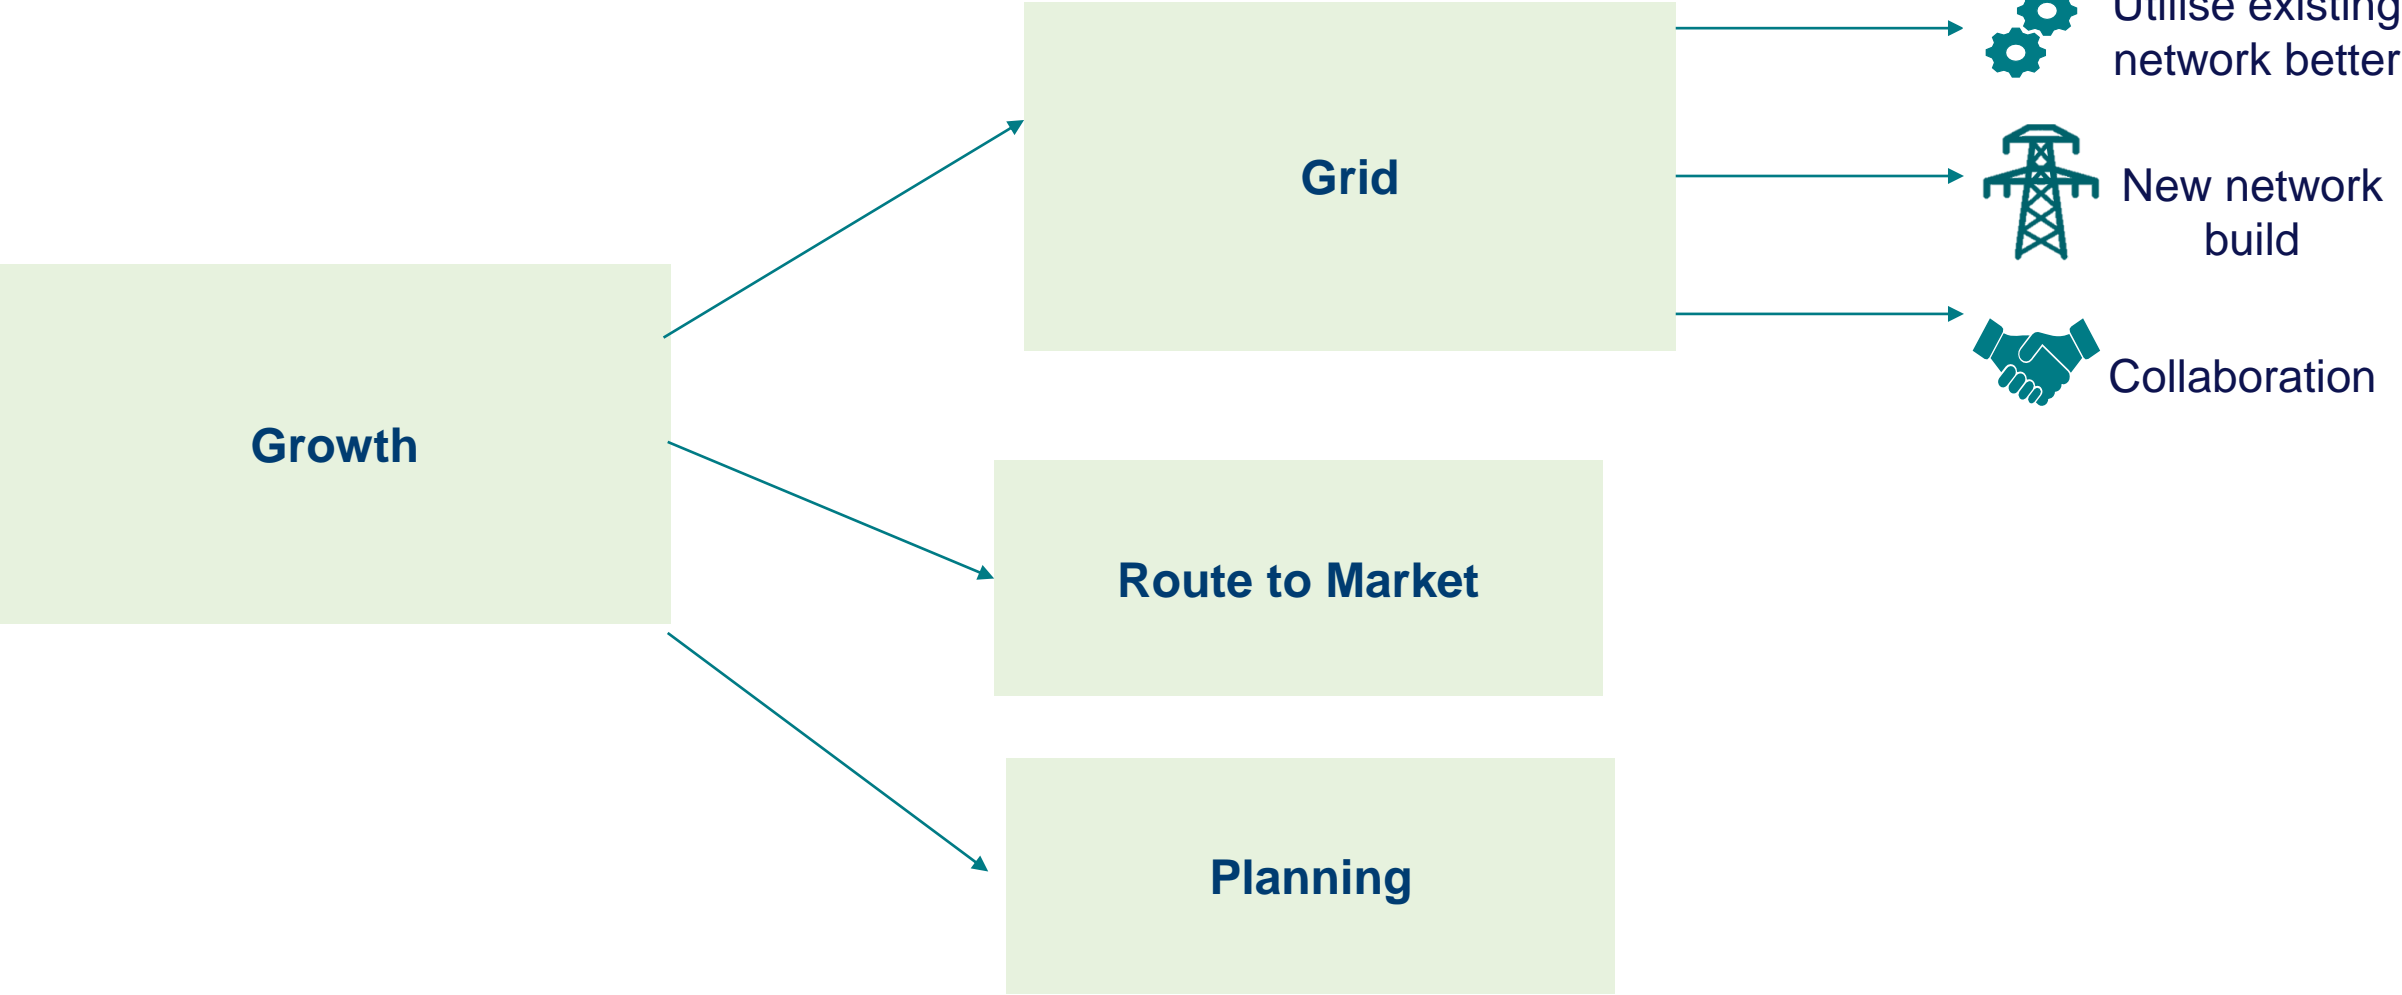 Utilise existing
network better
Grid
New network
build
Collaboration
Growth
Route to Market
Planning